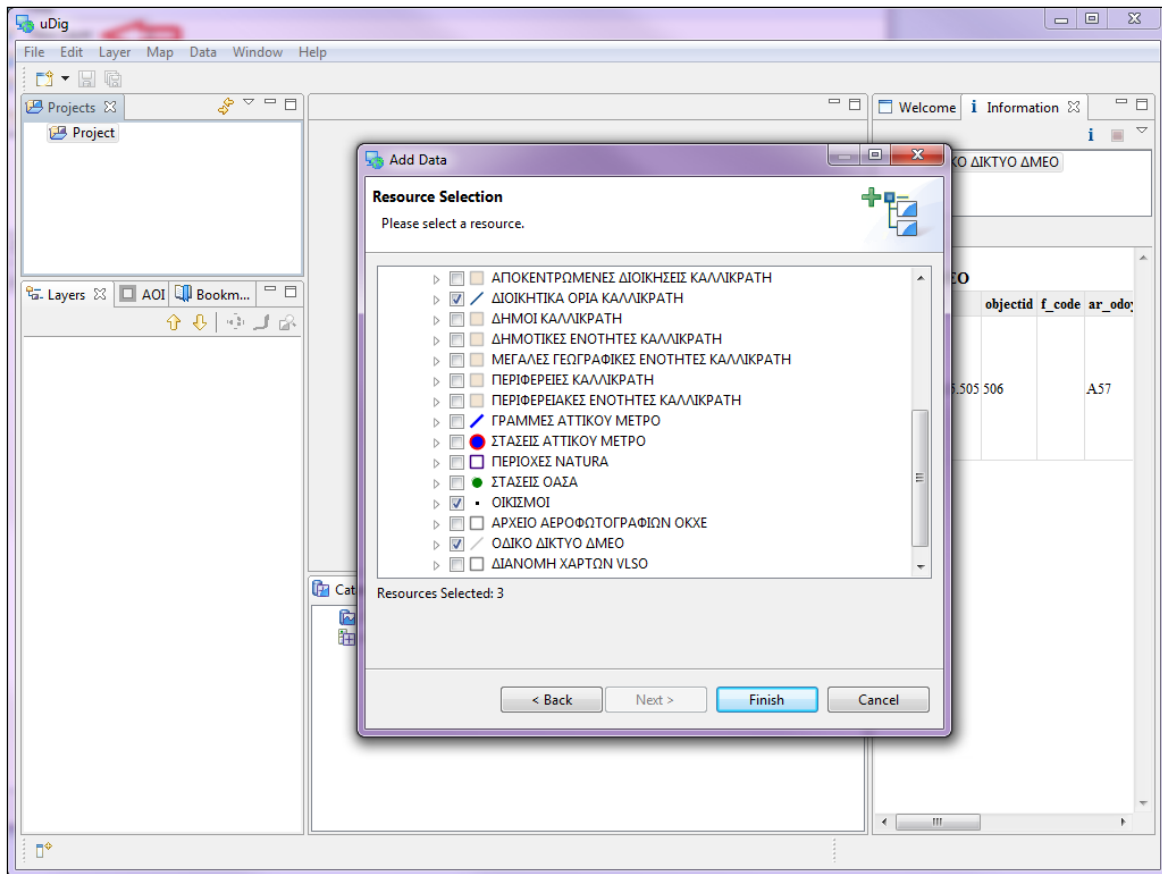 uDig
File Edit Layer Map Data Window Help
Projects
Project
Layers AOI Bookm...
Welcome Information
ΚΟ ΔΙΚΤΥΟ ΔΜΕΟ
ΕΟ
objectid f_code ar_odoy
.505 506 A57
Add Data
Resource Selection
Please select a resource.
ΑΠΟΚΕΝΤΡΩΜΕΝΕΣ ΔΙΟΙΚΗΣΕΙΣ ΚΑΛΛΙΚΡΑΤΗ
ΔΙΟΙΚΗΤΙΚΑ ΟΡΙΑ ΚΑΛΛΙΚΡΑΤΗ
ΔΗΜΟΙ ΚΑΛΛΙΚΡΑΤΗ
ΔΗΜΟΤΙΚΕΣ ΕΝΟΤΗΤΕΣ ΚΑΛΛΙΚΡΑΤΗ
ΜΕΓΑΛΕΣ ΓΕΩΓΡΑΦΙΚΕΣ ΕΝΟΤΗΤΕΣ ΚΑΛΛΙΚΡΑΤΗ
ΠΕΡΙΦΕΡΕΙΕΣ ΚΑΛΛΙΚΡΑΤΗ
ΠΕΡΙΦΕΡΕΙΑΚΕΣ ΕΝΟΤΗΤΕΣ ΚΑΛΛΙΚΡΑΤΗ
ΓΡΑΜΜΕΣ ΑΤΤΙΚΟΥ ΜΕΤΡΟ
ΣΤΑΣΕΙΣ ΑΤΤΙΚΟΥ ΜΕΤΡΟ
ΠΕΡΙΟΧΕΣ NATURA
ΣΤΑΣΕΙΣ ΟΑΣΑ
ΟΙΚΙΣΜΟΙ
ΑΡΧΕΙΟ ΑΕΡΟΦΩΤΟΓΡΑΦΙΩΝ ΟΚΧΕ
ΟΔΙΚΟ ΔΙΚΤΥΟ ΔΜΕΟ
ΔΙΑΝΟΜΗ ΧΑΡΤΩΝ VLSO
Resources Selected: 3
< Back Next > Finish Cancel
Cat